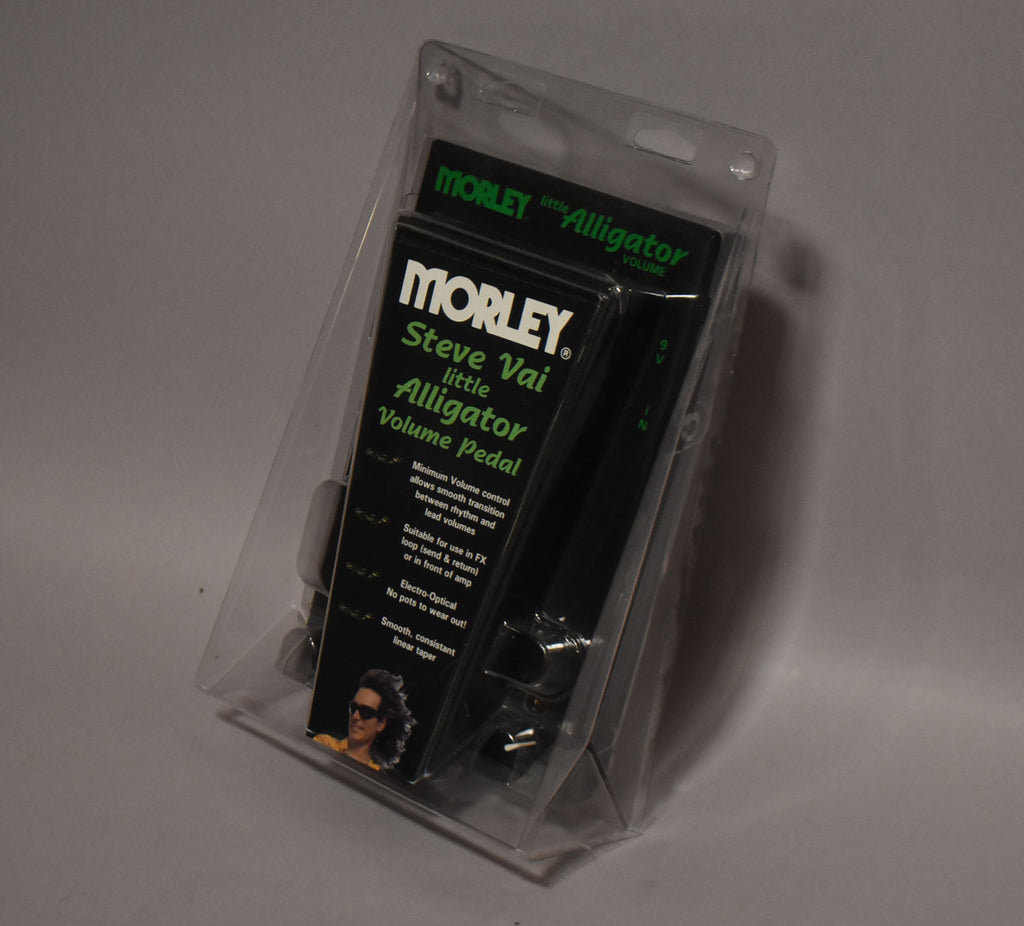 MORLEY little Alligator
VOLUME
MORLEY®
Steve Vai
little
Alligator
Volume Pedal
Minimum Volume control
allows smooth transition
between rhythm and
lead volumes
Suitable for use in FX
loop (send & return)
or in front of amp
Electro-Optical
No pots to wear out!
Smooth, consistant
linear taper
9V
IN